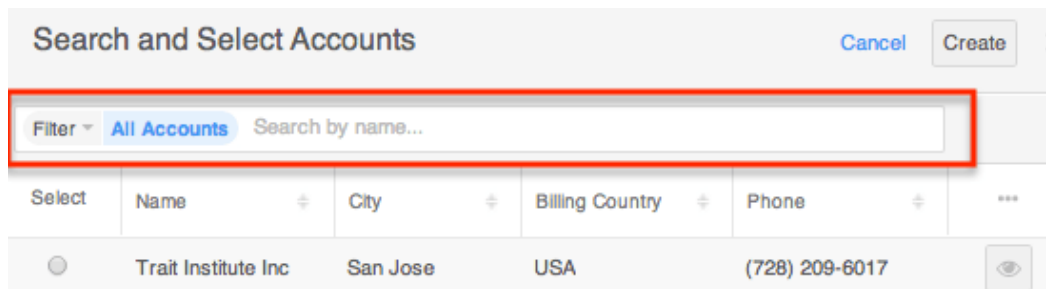 Search and Select Accounts Cancel Create
Filter All Accounts Search by name...
Select Name City Billing Country Phone
Trait Institute Inc San Jose USA (728) 209-6017